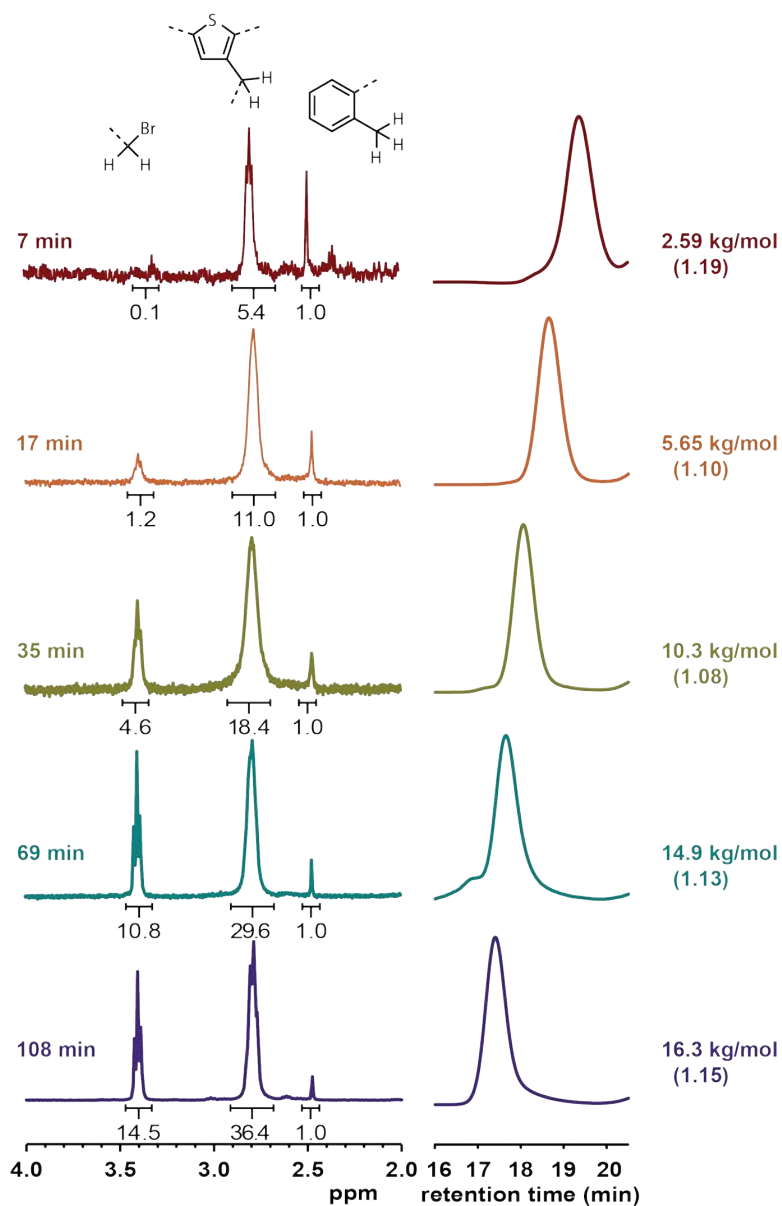 S
H
H
Br
H
H
H
H
H
7 min
2.59 kg/mol
(1.19)
0.1 5.4 1.0
17 min
5.65 kg/mol
(1.10)
1.2 11.0 1.0
35 min
10.3 kg/mol
(1.08)
4.6 18.4 1.0
69 min
14.9 kg/mol
(1.13)
10.8 29.6 1.0
108 min
16.3 kg/mol
(1.15)
14.5 36.4 1.0
4.0 3.5 3.0 2.5 2.0
ppm
16 17 18 19 20
retention time (min)